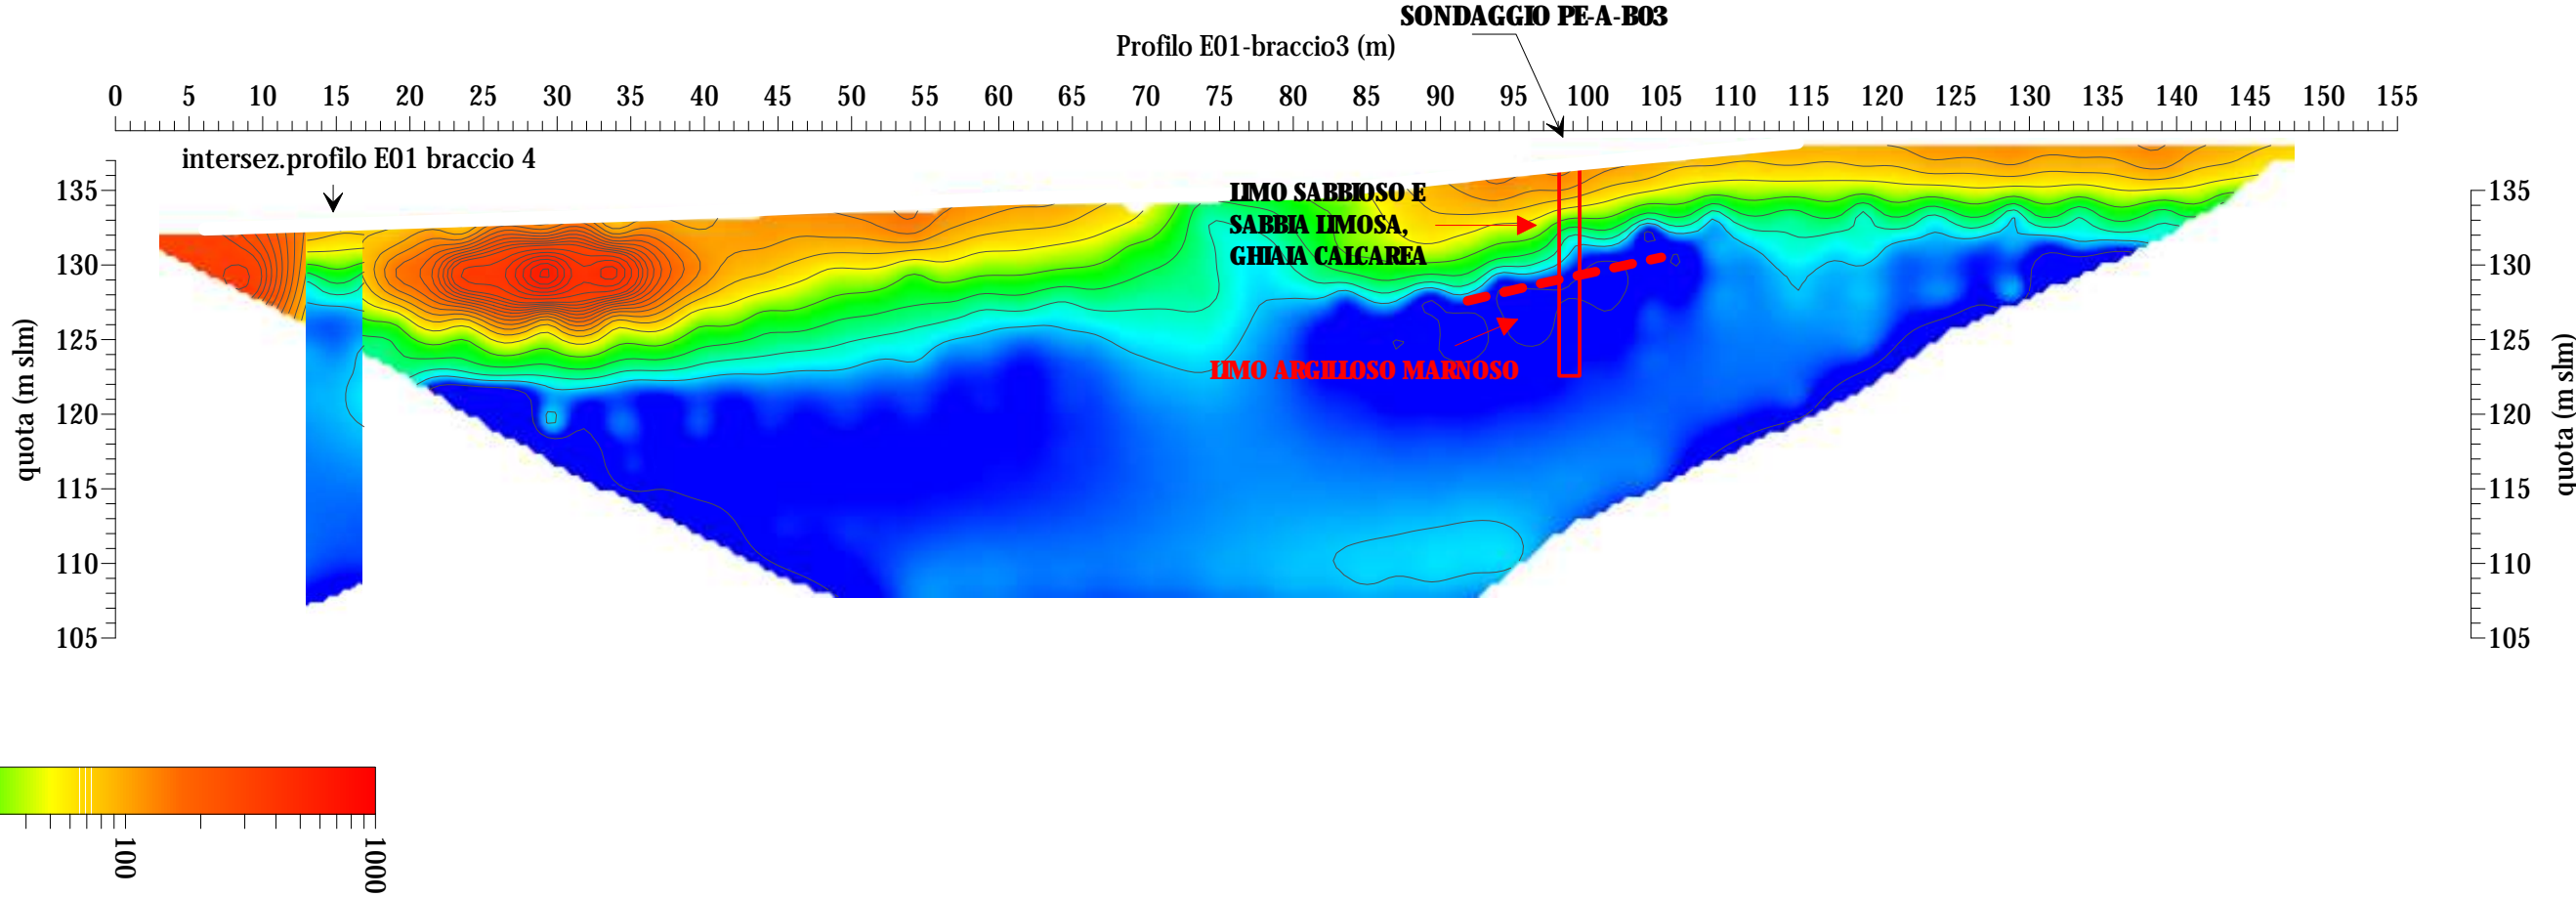 SONDAGGIO PE-A-B03
Profilo E01-braccio3 (m)
0 5 10 15 20 25 30 35 40 45 50 55 60 65 70 75 80 85 90 95 100 105 110 115 120 125 130 135 140 145 150 155
intersez.profilo E01 braccio 4
LIMO SABBIOSO E
SABBIA LIMOSA,
GHIAIA CALCAREA
LIMO ARGILLOSO MARNOSO
quota (m slm)
135
130
125
120
115
110
105
135
130
125
120
115
110
105
quota (m slm)
100
1000